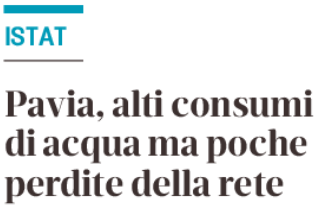 ISTAT
Pavia, alti consumi
di acqua ma poche
perdite della rete